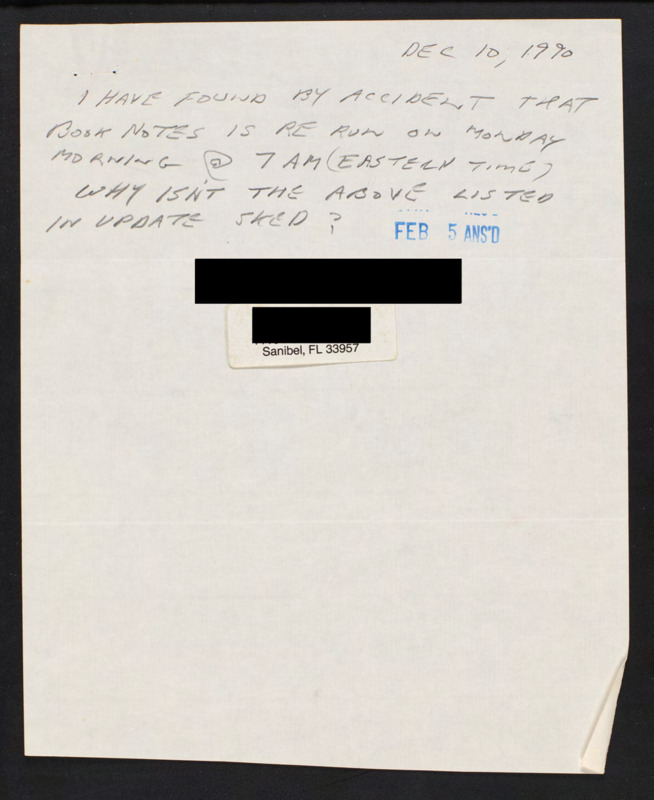 DEC 10, 1990
I HAVE FOUND BY ACCIDENT THAT
BOOK NOTES IS RE RUN ON MONDAY
MORNING @ 7 AM (EASTERN TIME)
WHY ISN'T THE ABOVE LISTED
IN UPDATE SKED?
FEB 5 ANS'D
Sanibel, FL 33957